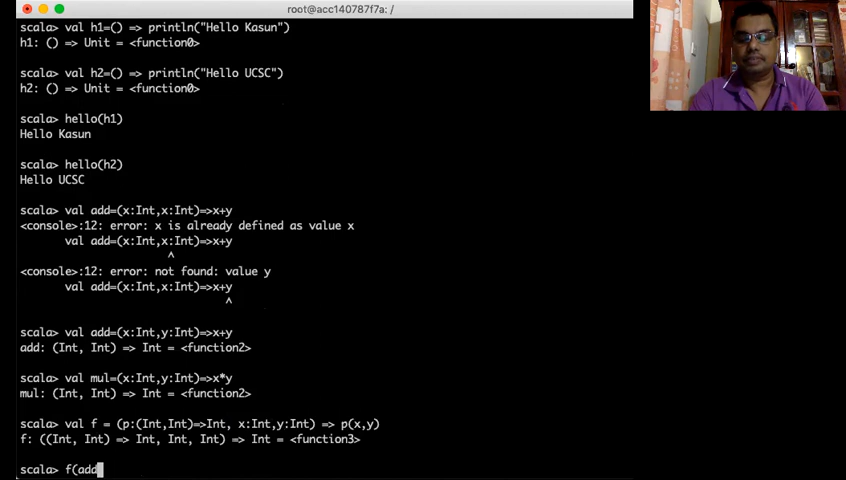 root@acc140787f7a: /
scala> val h1=() => println("Hello Kasun")
h1: () => Unit = <function0>
scala> val h2=() => println("Hello UCSC")
h2: () => Unit = <function0>
scala> hello(h1)
Hello Kasun
scala> hello(h2)
Hello UCSC
scala> val add=(x:Int,x:Int)=>x+y
<console>:12: error: x is already defined as value x
val add=(x:Int,x:Int)=>x+y
^
<console>:12: error: not found: value y
val add=(x:Int,x:Int)=>x+y
^
scala> val add=(x:Int,y:Int)=>x+y
add: (Int, Int) => Int = <function2>
scala> val mul=(x:Int,y:Int)=>x*y
mul: (Int, Int) => Int = <function2>
scala> val f = (p:(Int,Int)=>Int, x:Int,y:Int) => p(x,y)
f: ((Int, Int) => Int, Int, Int) => Int = <function3>
scala> f(add